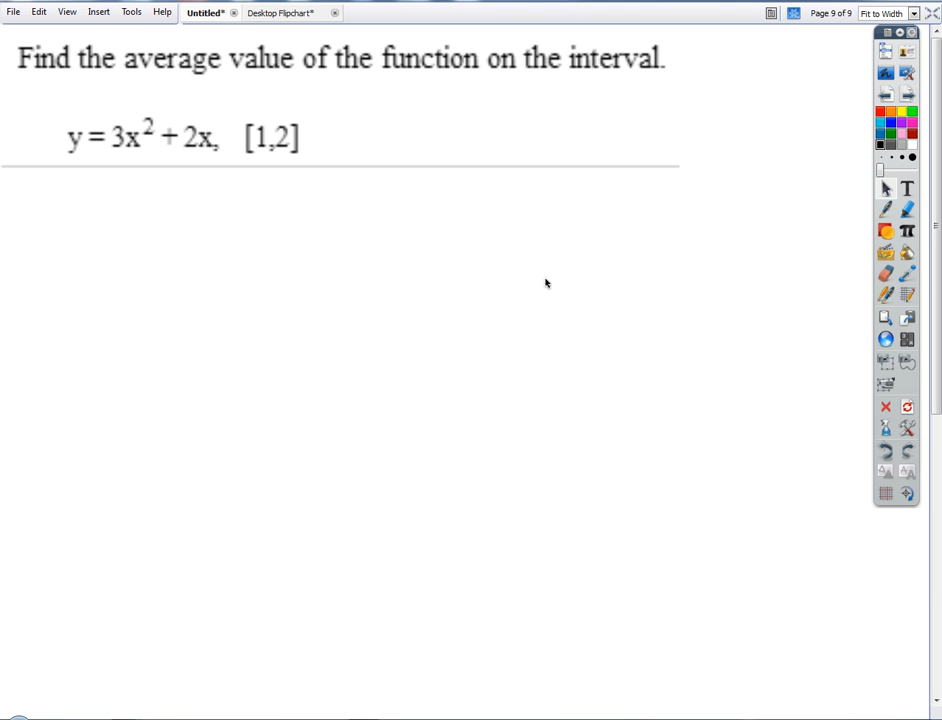 File Edit View Insert Tools Help Untitled* Desktop Flipchart* Page 9 of 9 Fit to Width
Find the average value of the function on the interval.
y = 3x² + 2x, [1,2]
T
π